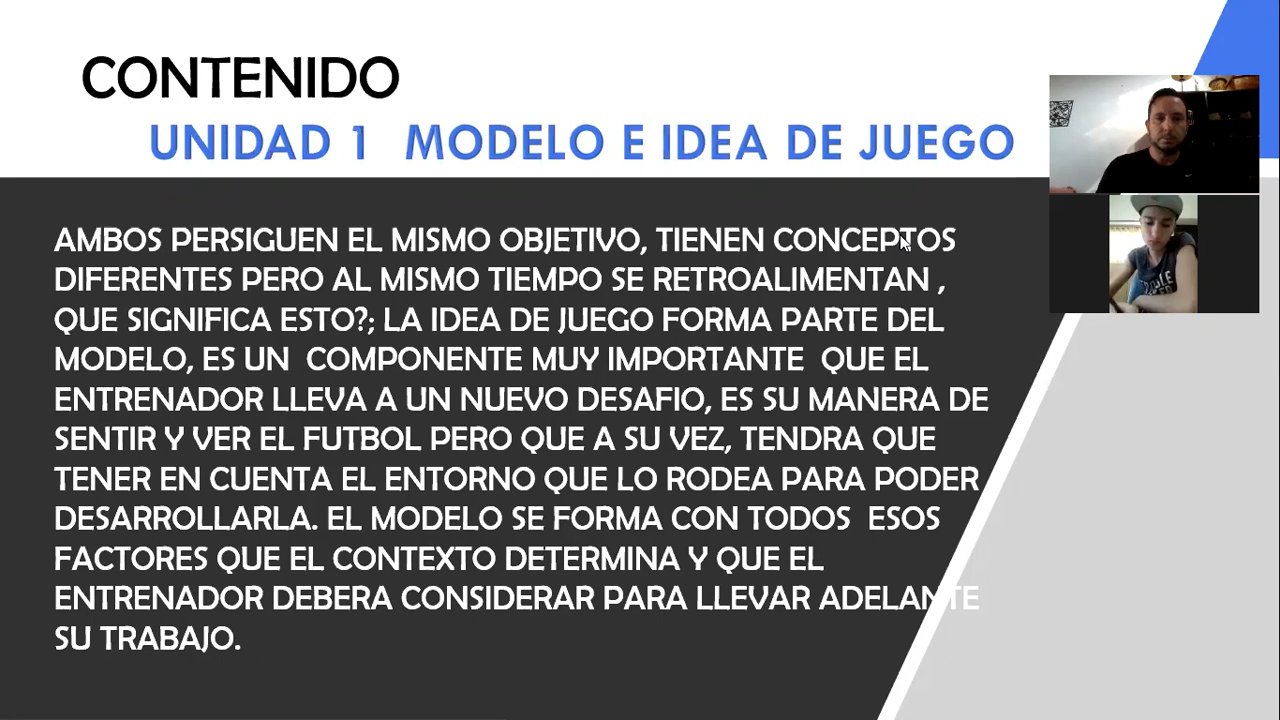 CONTENIDO
UNIDAD 1 MODELO E IDEA DE JUEGO
AMBOS PERSIGUEN EL MISMO OBJETIVO, TIENEN CONCEPTOS
DIFERENTES PERO AL MISMO TIEMPO SE RETROALIMENTAN ,
QUE SIGNIFICA ESTO?; LA IDEA DE JUEGO FORMA PARTE DEL
MODELO, ES UN COMPONENTE MUY IMPORTANTE QUE EL
ENTRENADOR LLEVA A UN NUEVO DESAFIO, ES SU MANERA DE
SENTIR Y VER EL FUTBOL PERO QUE A SU VEZ, TENDRA QUE
TENER EN CUENTA EL ENTORNO QUE LO RODEA PARA PODER
DESARROLLARLA. EL MODELO SE FORMA CON TODOS ESOS
FACTORES QUE EL CONTEXTO DETERMINA Y QUE EL
ENTRENADOR DEBERA CONSIDERAR PARA LLEVAR ADELANTE
SU TRABAJO.